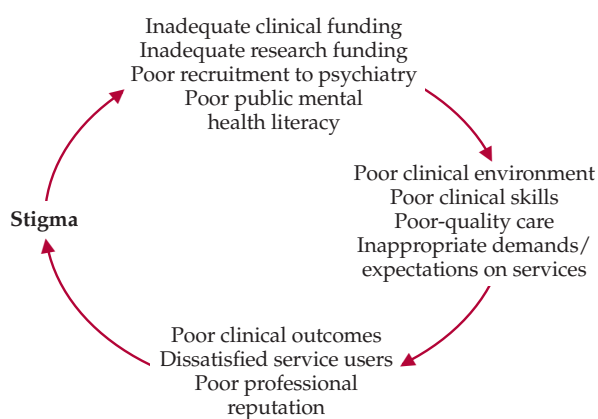 Inadequate clinical funding
Inadequate research funding
Poor recruitment to psychiatry
Poor public mental
health literacy
Poor clinical environment
Poor clinical skills
Poor-quality care
Inappropriate demands/
expectations on services
Stigma
Poor clinical outcomes
Dissatisfied service users
Poor professional
reputation